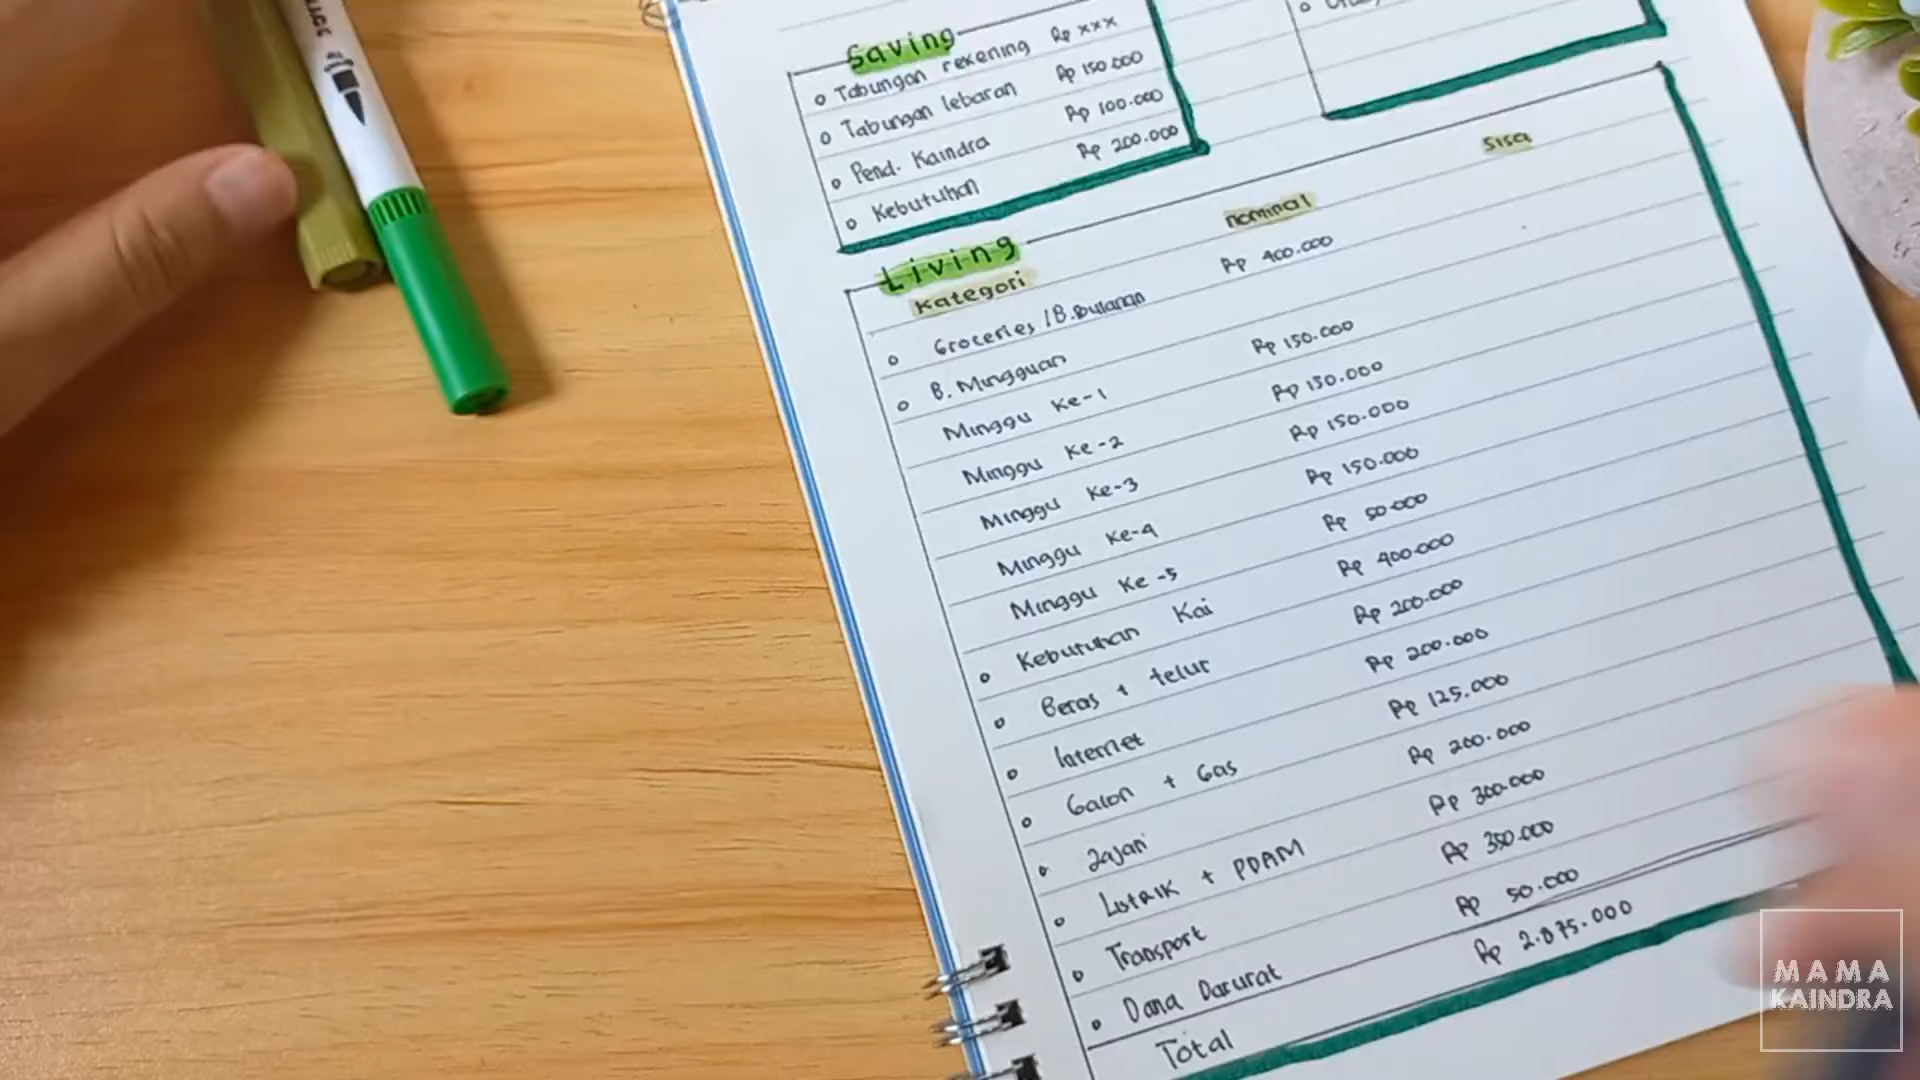 Saving
Tabungan rekening Rp xxx
Tabungan lebaran Rp 150.000
Pend. Kaindra Rp 100.000
Kebutuhan Rp 200.000
Living
Kategori nominal sisa
Groceries / B.Bulanan Rp 400.000
B. Mingguan
Minggu Ke-1 Rp 150.000
Minggu Ke-2 Rp 150.000
Minggu Ke-3 Rp 150.000
Minggu Ke-4 Rp 150.000
Minggu Ke-5 Rp 50.000
Kebutuhan Kai Rp 400.000
Beras + telur Rp 200.000
Internet Rp 200.000
Galon + Gas Rp 125.000
Jajan Rp 200.000
Listrik + PDAM Rp 300.000
Transport Rp 350.000
Dana Darurat Rp 50.000
Total Rp 2.875.000
MAMA
KAINDRA